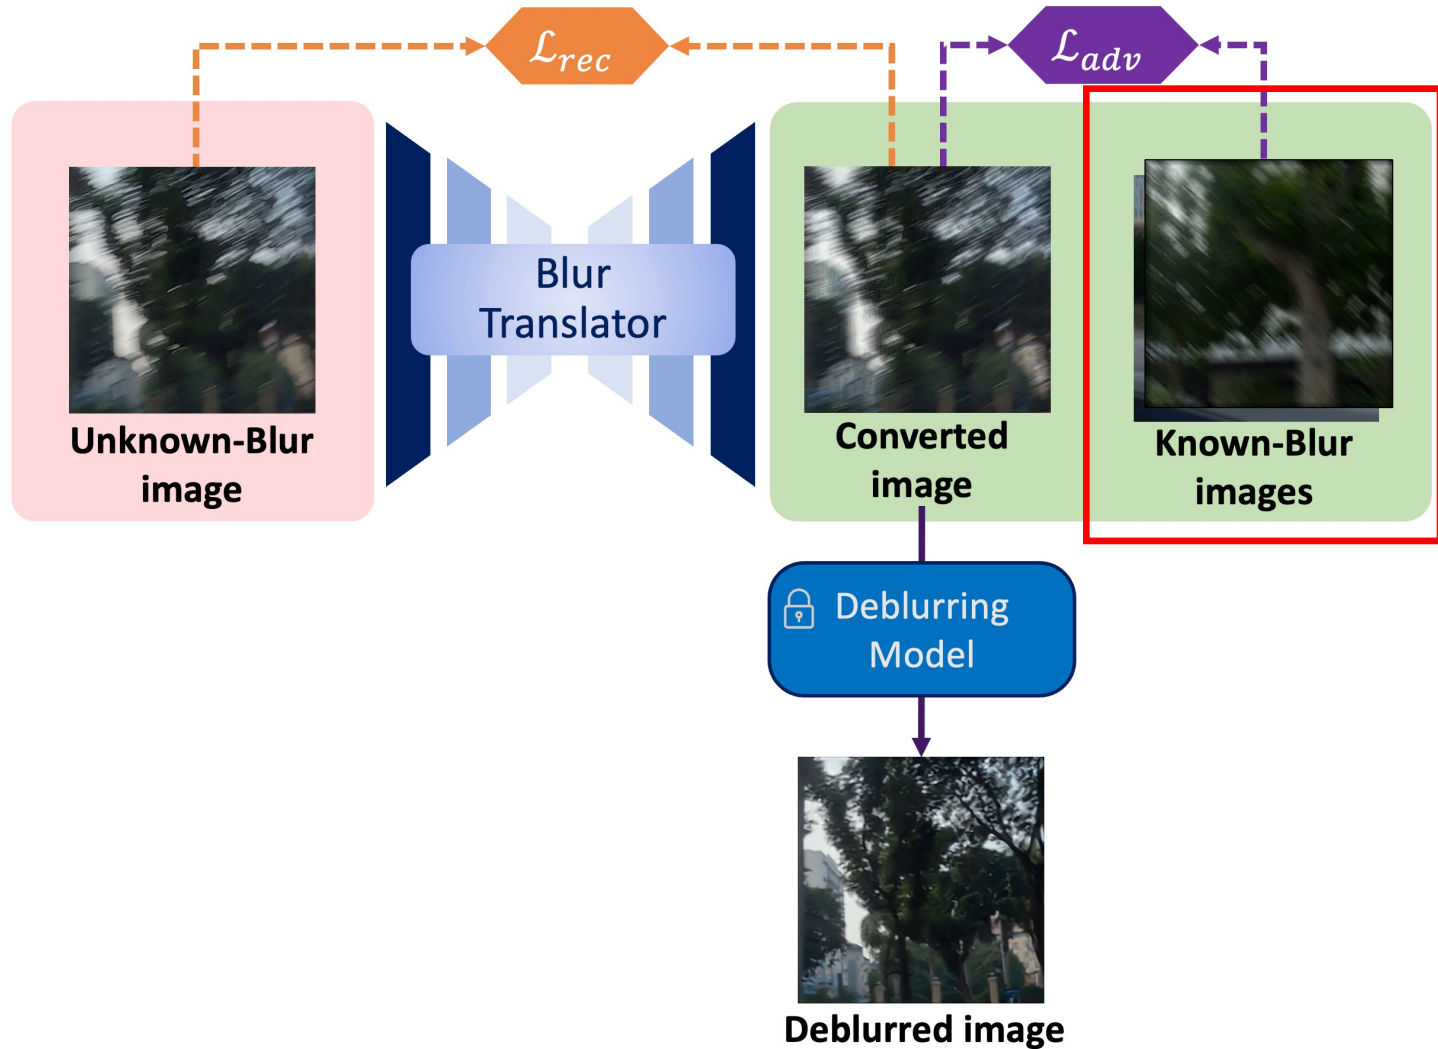 ℒrec
ℒadv
Blur
Translator
Unknown-Blur
image
Converted
image
Known-Blur
images
Deblurring
Model
Deblurred image